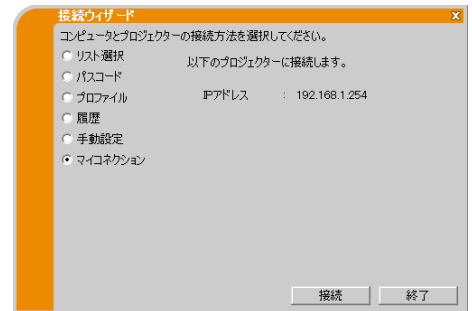 接続ウィザード
コンピュータとプロジェクターの接続方法を選択してください。
リスト選択
以下のプロジェクターに接続します。
パスコード
プロファイル
IPアドレス : 192.168.1.254
履歴
手動設定
マイコネクション
接続 終了